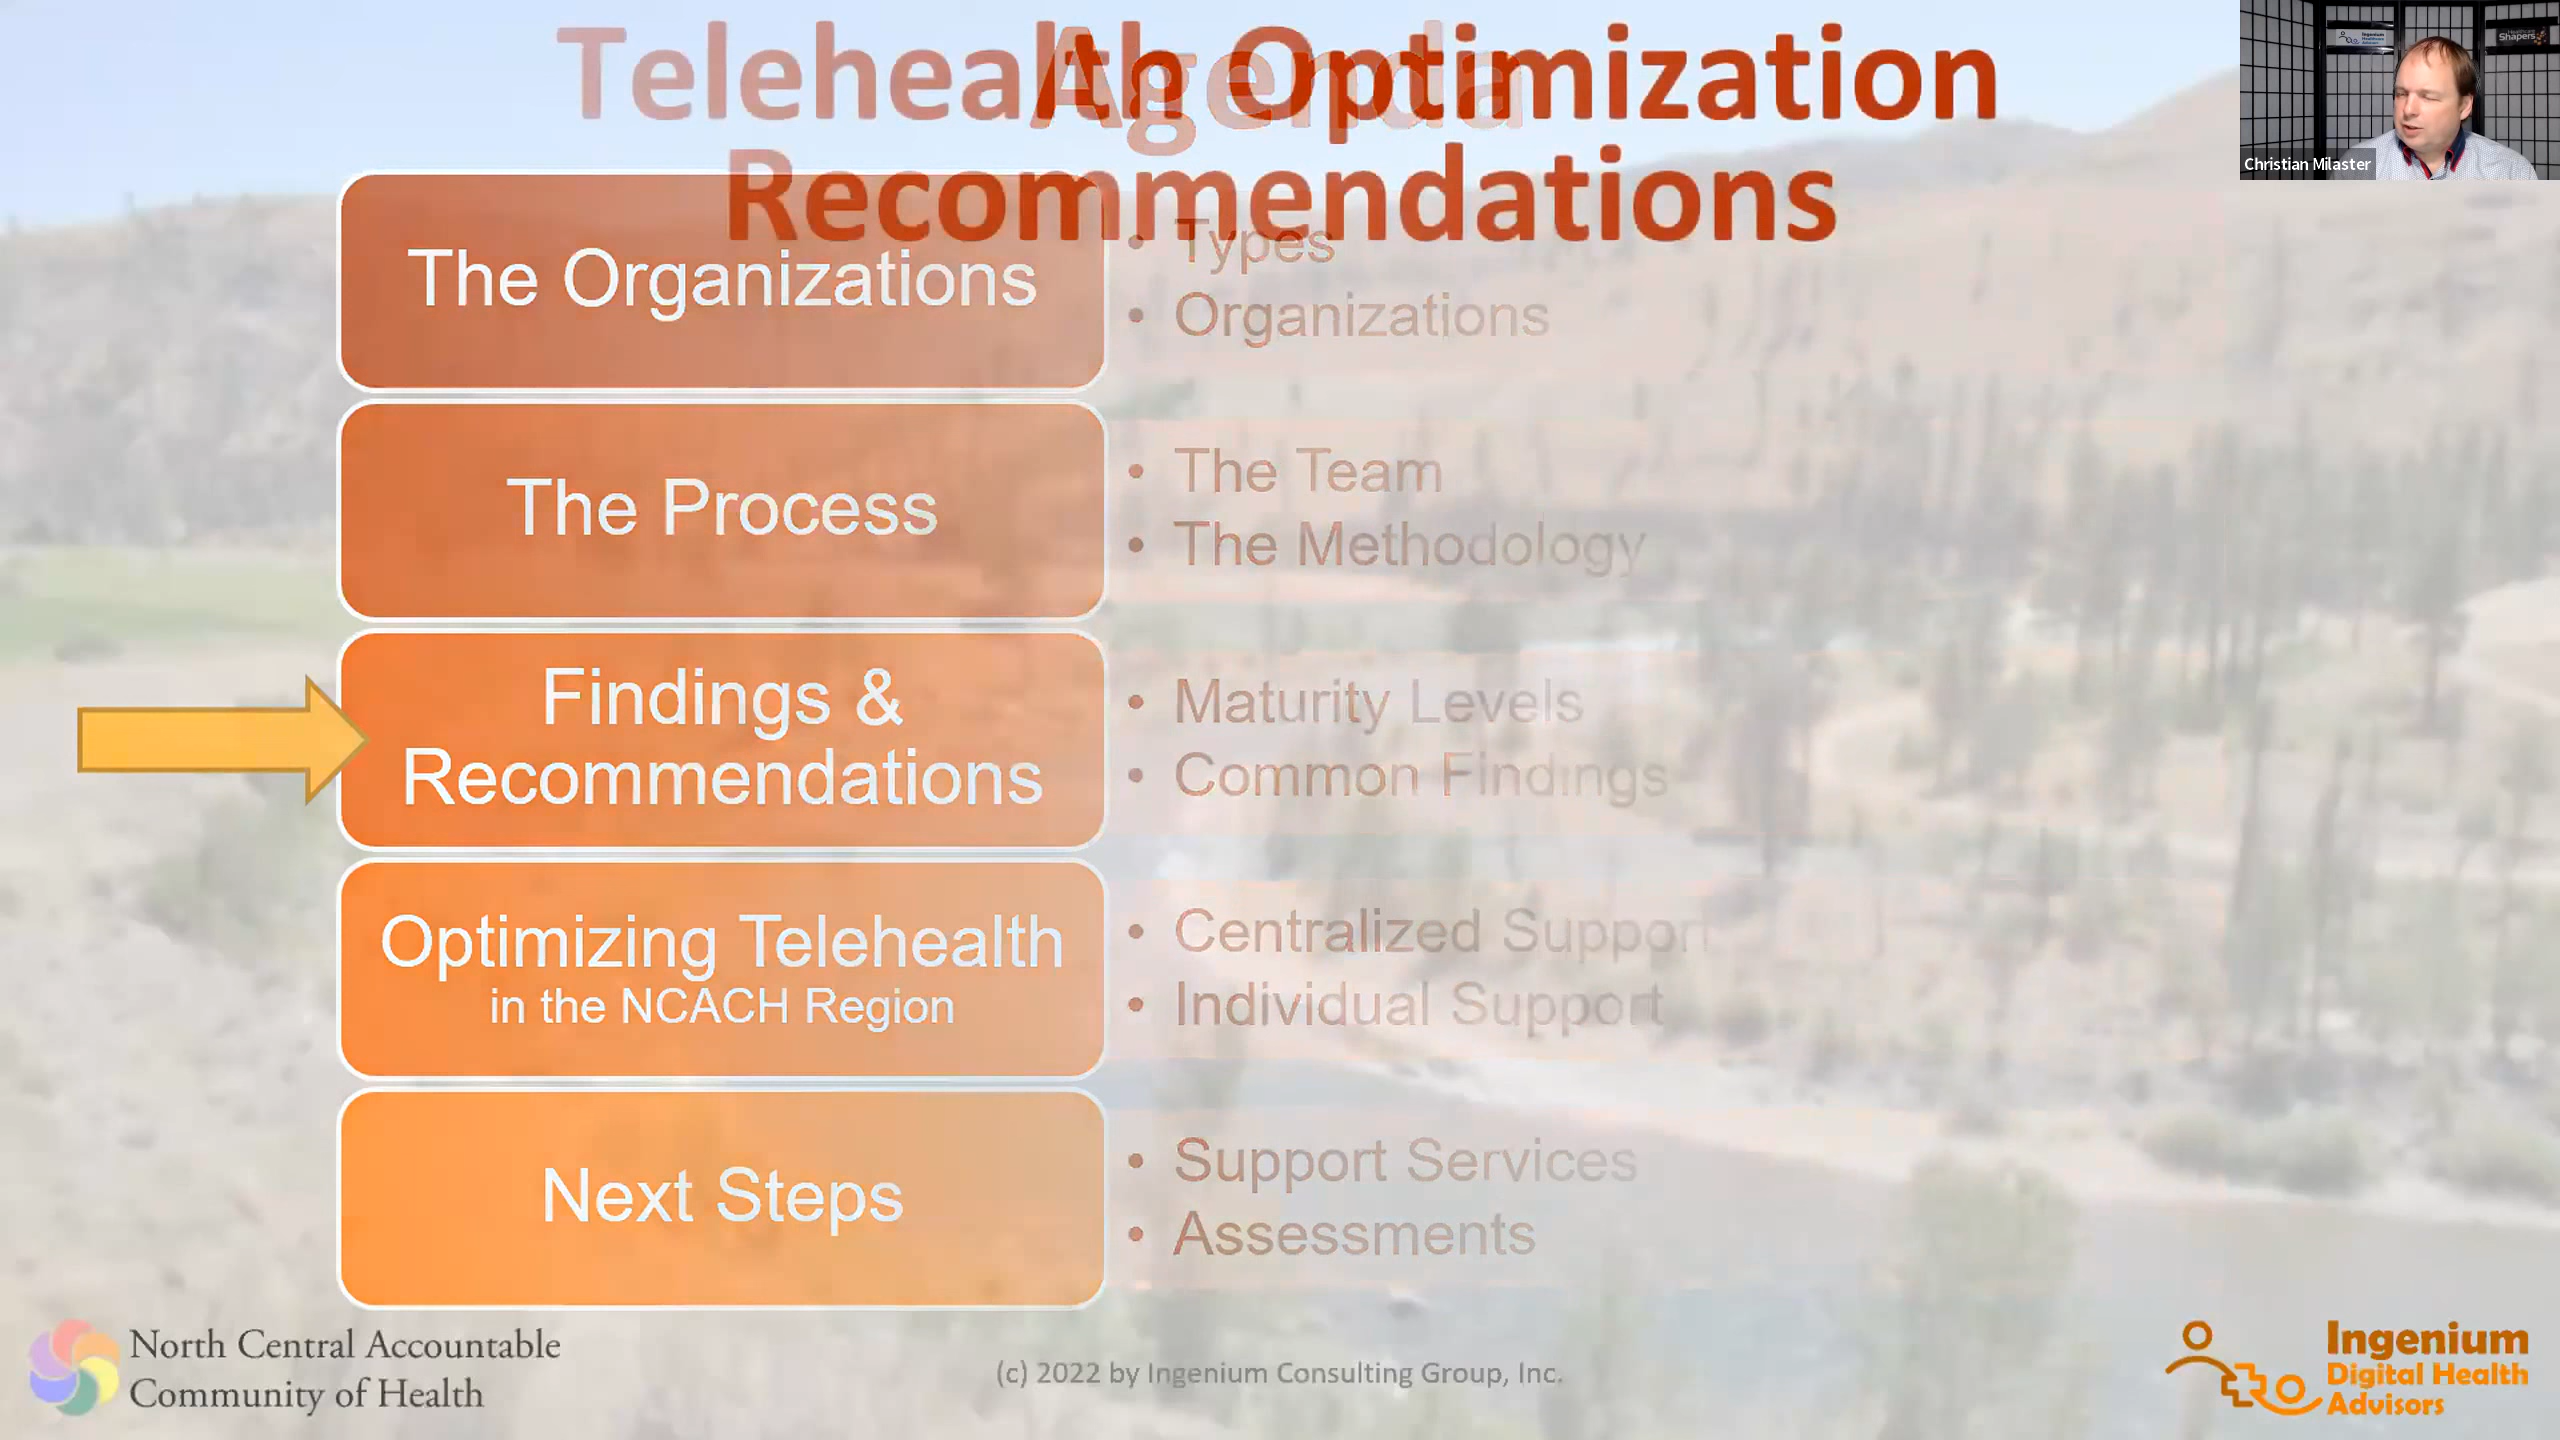 Telehealth Optimization
Recommendations
Agenda
The Organizations
• Types
• Organizations
The Process
• The Team
• The Methodology
Findings &
Recommendations
• Maturity Levels
• Common Findings
Optimizing Telehealth
in the NCACH Region
• Centralized Support
• Individual Support
Next Steps
• Support Services
• Assessments
North Central Accountable
Community of Health
(c) 2022 by Ingenium Consulting Group, Inc.
Ingenium
Digital Health
Advisors
Christian Milaster
Shapers